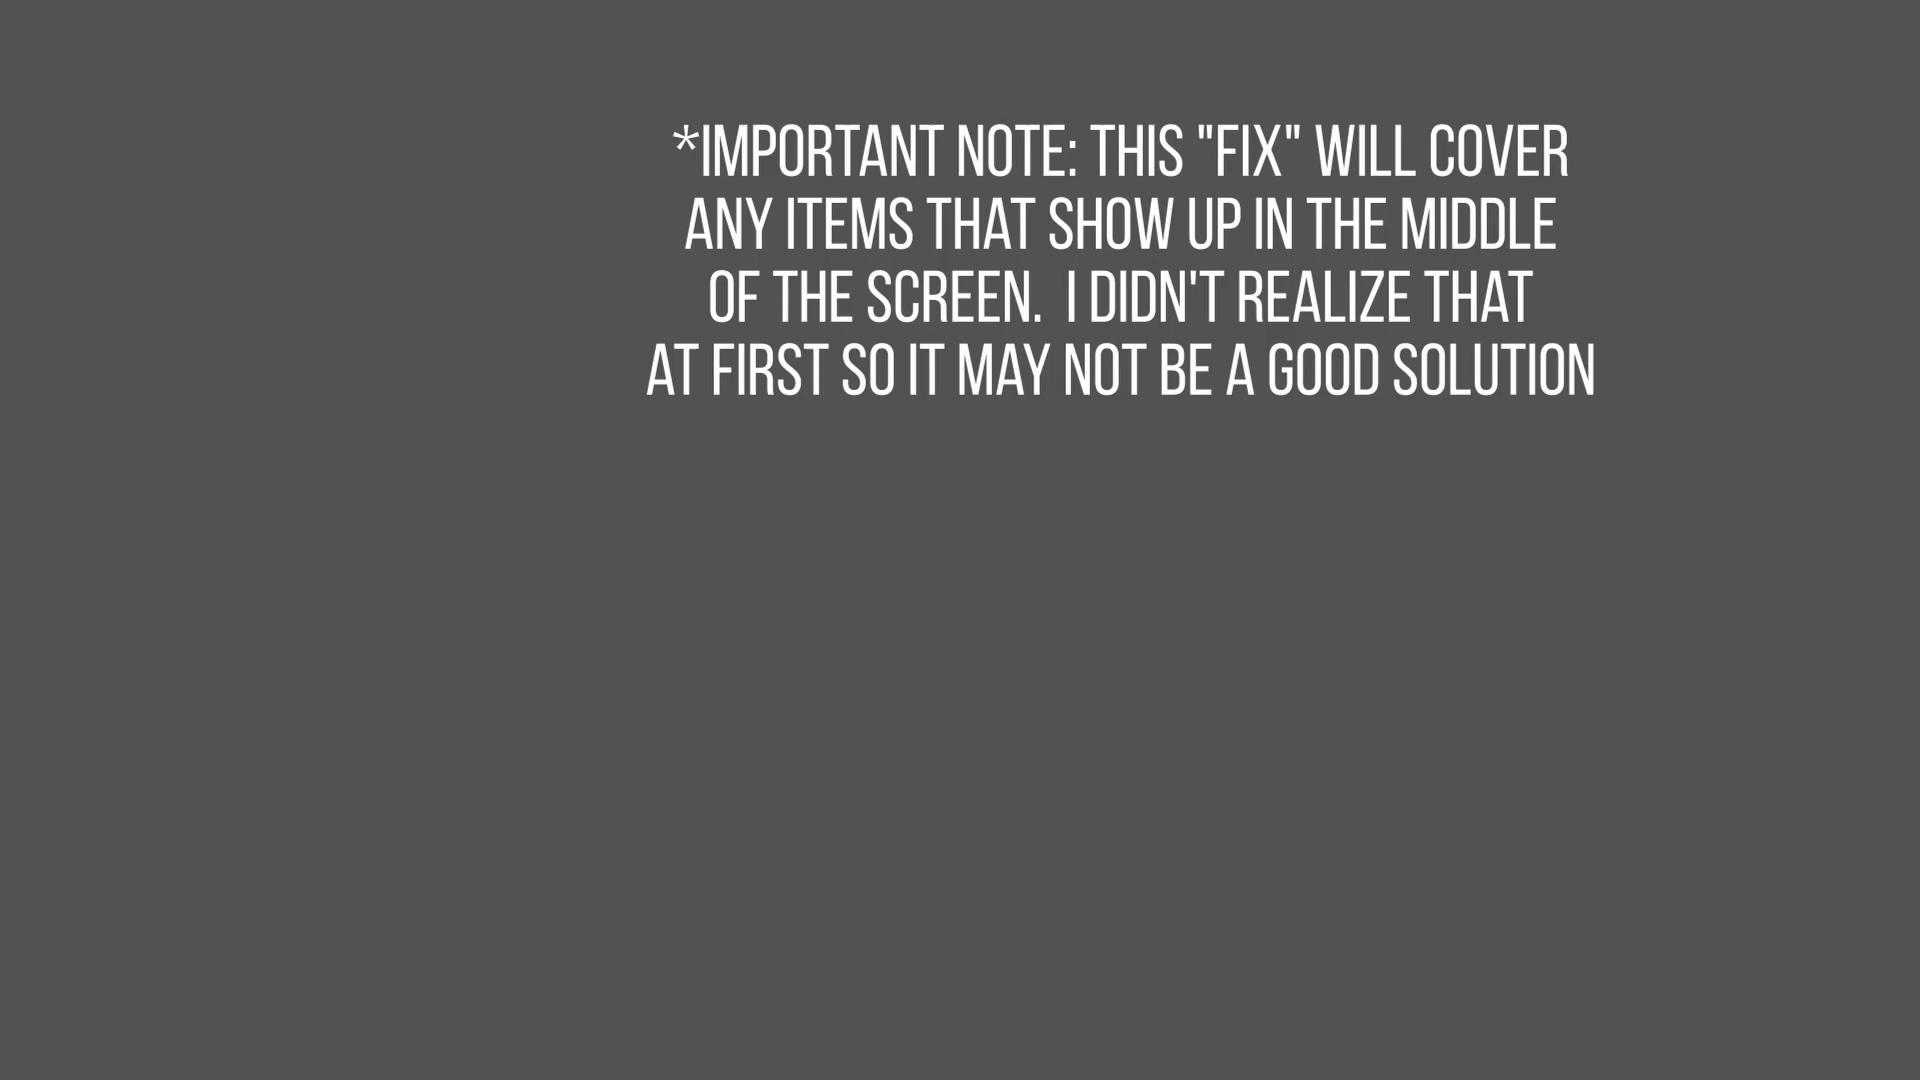 *IMPORTANT NOTE: THIS "FIX" WILL COVER
ANY ITEMS THAT SHOW UP IN THE MIDDLE
OF THE SCREEN.  I DIDN'T REALIZE THAT
AT FIRST SO IT MAY NOT BE A GOOD SOLUTION